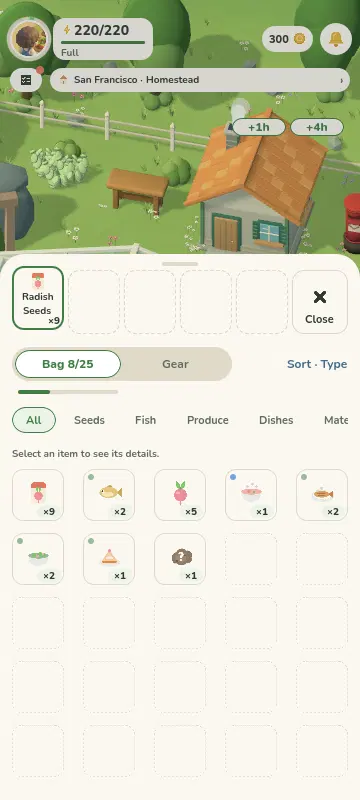 220/220
Full
300
San Francisco · Homestead
+1h
+4h
Radish
Seeds
×9
Close
Bag 8/25
Gear
Sort · Type
All
Seeds
Fish
Produce
Dishes
Mate
Select an item to see its details.
×9
×2
×5
×1
×2
×2
×1
×1